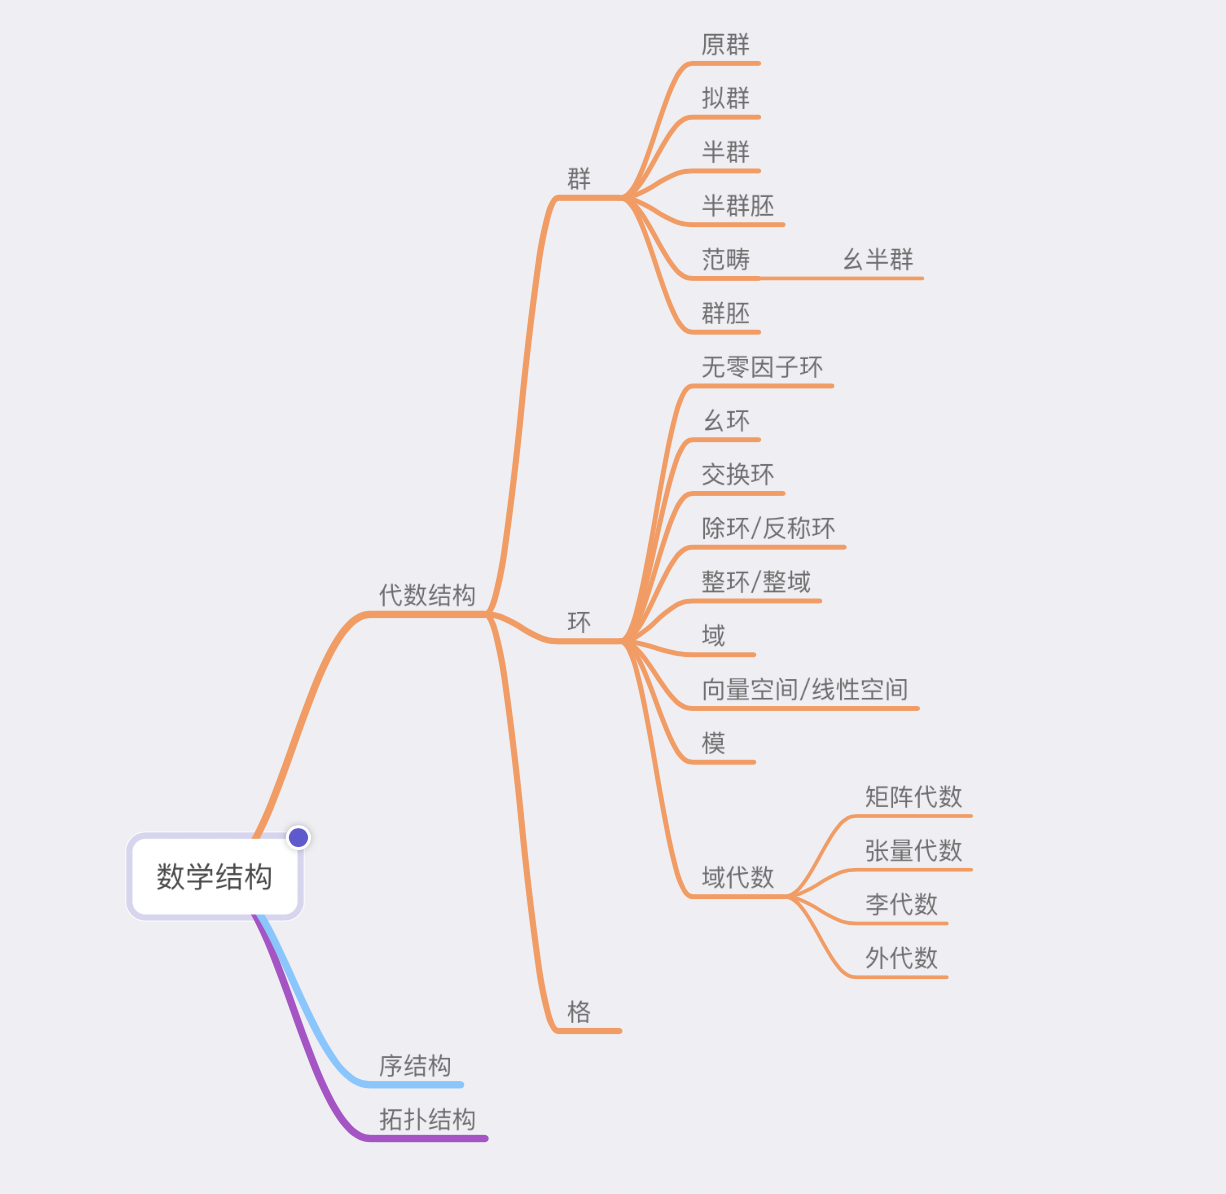 原群
拟群
半群
群
半群胚
范畴
幺半群
群胚
无零因子环
幺环
交换环
除环/反称环
整环/整域
代数结构
环
域
向量空间/线性空间
模
矩阵代数
张量代数
数学结构
域代数
李代数
外代数
格
序结构
拓扑结构